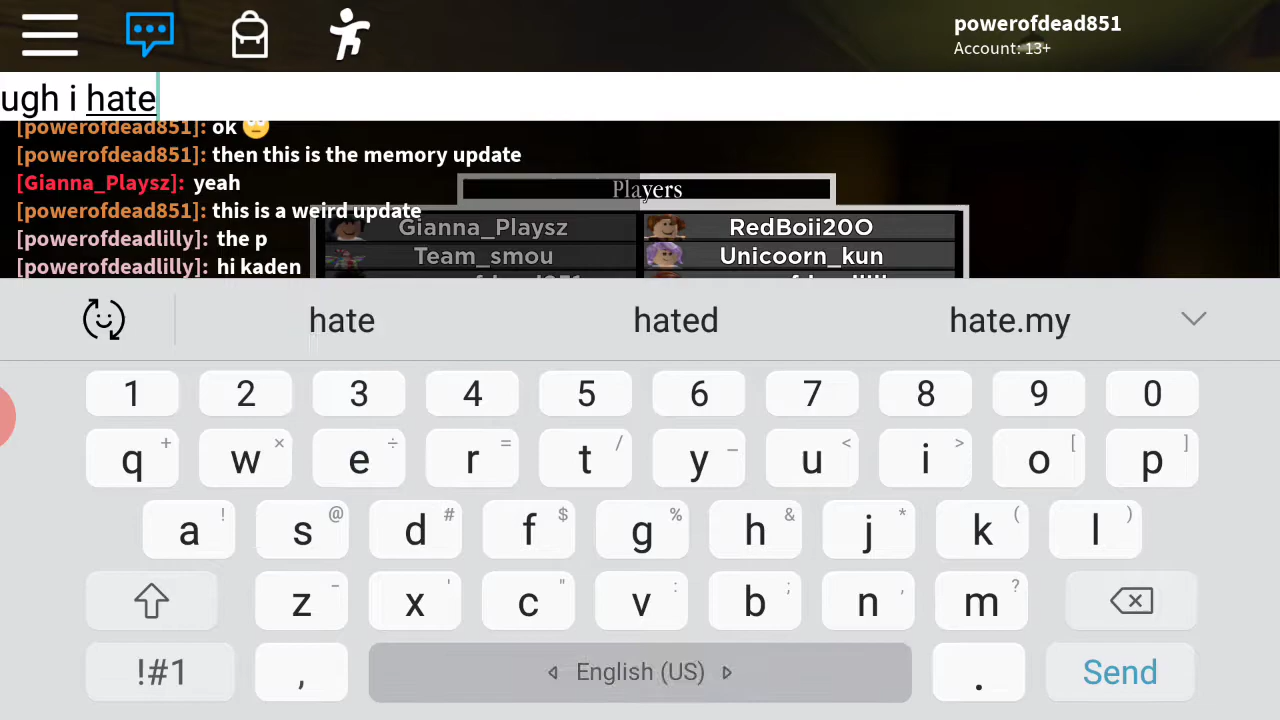 powerofdead851
Account: 13+
ugh i hate
[powerofdead851]: ok 🙄
[powerofdead851]: then this is the memory update
[Gianna_Playsz]: yeah
[powerofdead851]: this is a weird update
[powerofdeadlilly]: the p
[powerofdeadlilly]: hi kaden
Players
Gianna_Playsz RedBoii20O
Team_smou Unicoorn_kun
hate hated hate.my
1 2 3 4 5 6 7 8 9 0
q + w × e ÷ r = t / y _ u < i > o [ p ]
a ! s @ d # f $ g % h & j * k ( l )
z - x ' c " v : b ; n , m ?
!#1 , English (US) . Send